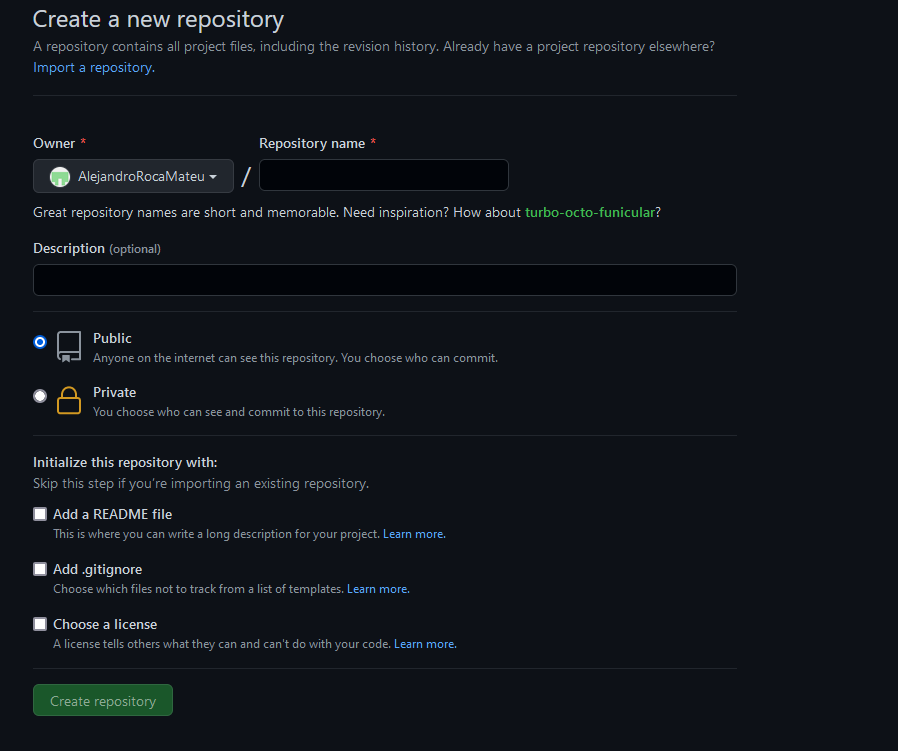 Create a new repository
A repository contains all project files, including the revision history. Already have a project repository elsewhere?
Import a repository.
Owner * Repository name *
AlejandroRocaMateu /
Great repository names are short and memorable. Need inspiration? How about turbo-octo-funicular?
Description (optional)
Public
Anyone on the internet can see this repository. You choose who can commit.
Private
You choose who can see and commit to this repository.
Initialize this repository with:
Skip this step if you're importing an existing repository.
Add a README file
This is where you can write a long description for your project. Learn more.
Add .gitignore
Choose which files not to track from a list of templates. Learn more.
Choose a license
A license tells others what they can and can't do with your code. Learn more.
Create repository